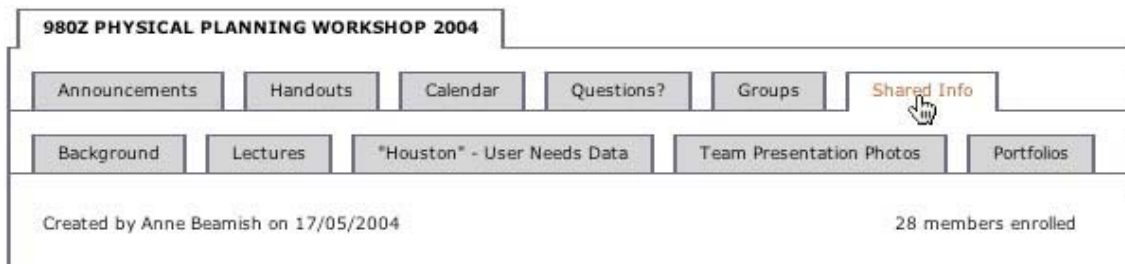 980Z PHYSICAL PLANNING WORKSHOP 2004
Announcements Handouts Calendar Questions? Groups Shared Info
Background Lectures "Houston" - User Needs Data Team Presentation Photos Portfolios
Created by Anne Beamish on 17/05/2004 28 members enrolled